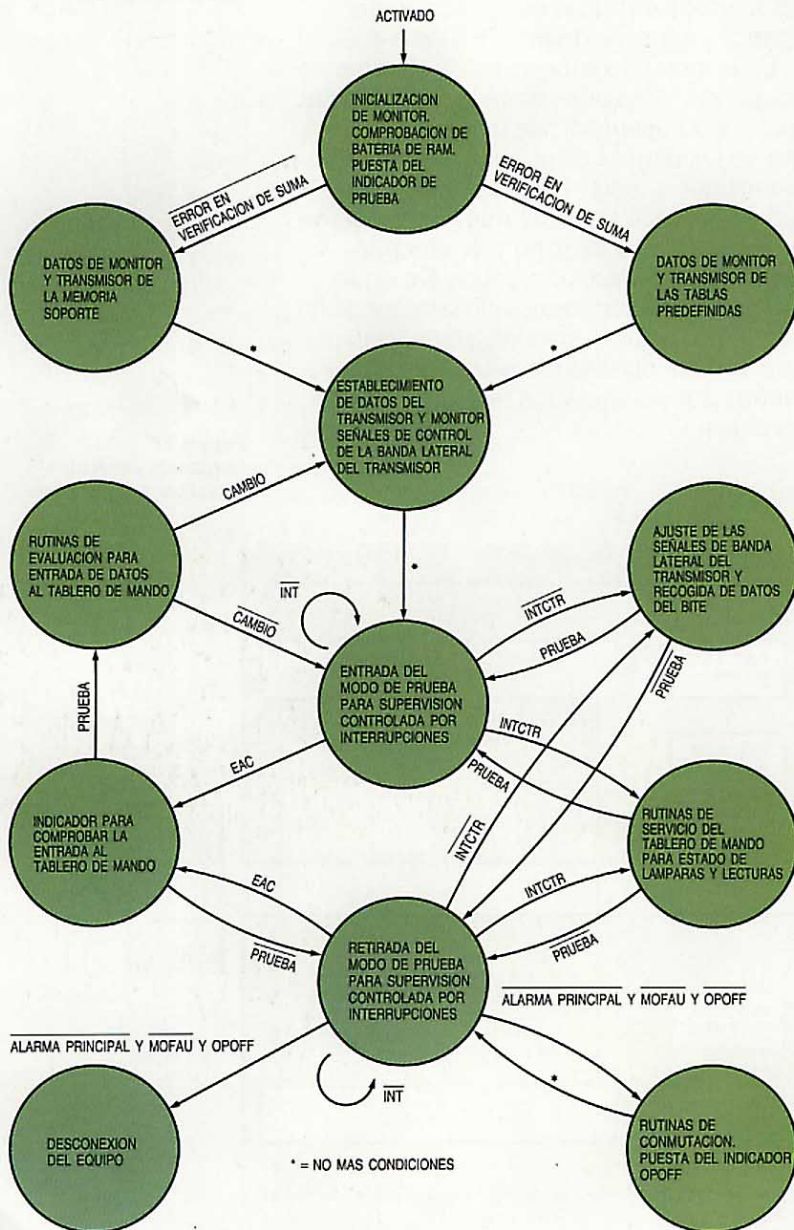 ACTIVADO
INICIALIZACION
DE MONITOR.
COMPROBACION DE
BATERIA DE RAM.
PUESTA DEL
INDICADOR DE
PRUEBA
ERROR EN
VERIFICACION DE SUMA
ERROR EN
VERIFICACION DE SUMA
DATOS DE MONITOR
Y TRANSMISOR DE
LA MEMORIA
SOPORTE
DATOS DE MONITOR
Y TRANSMISOR DE
LAS TABLAS
PREDEFINIDAS
*
*
ESTABLECIMIENTO
DE DATOS DEL
TRANSMISOR Y MONITOR
SEÑALES DE CONTROL
DE LA BANDA LATERAL
DEL TRANSMISOR
CAMBIO
RUTINAS DE
EVALUACION PARA
ENTRADA DE DATOS
AL TABLERO DE MANDO
AJUSTE DE LAS
SEÑALES DE BANDA
LATERAL DEL
TRANSMISOR Y
RECOGIDA DE DATOS
DEL BITE
*
INT
CAMBIO
INTCTR
PRUEBA
PRUEBA
ENTRADA DEL
MODO DE PRUEBA
PARA SUPERVISION
CONTROLADA POR
INTERRUPCIONES
PRUEBA
INTCTR
PRUEBA
EAC
INDICADOR PARA
COMPROBAR LA
ENTRADA AL
TABLERO DE MANDO
RUTINAS DE
SERVICIO DEL
TABLERO DE MANDO
PARA ESTADO DE
LAMPARAS Y LECTURAS
INTCTR
EAC
INTCTR
PRUEBA
PRUEBA
RETIRADA DEL
MODO DE PRUEBA
PARA SUPERVISION
CONTROLADA POR
INTERRUPCIONES
ALARMA PRINCIPAL Y MOFAU Y OPOFF
ALARMA PRINCIPAL Y MOFAU Y OPOFF
*
INT
DESCONEXION
DEL EQUIPO
* = NO MAS CONDICIONES
RUTINAS DE
CONMUTACION.
PUESTA DEL INDICADOR
OPOFF